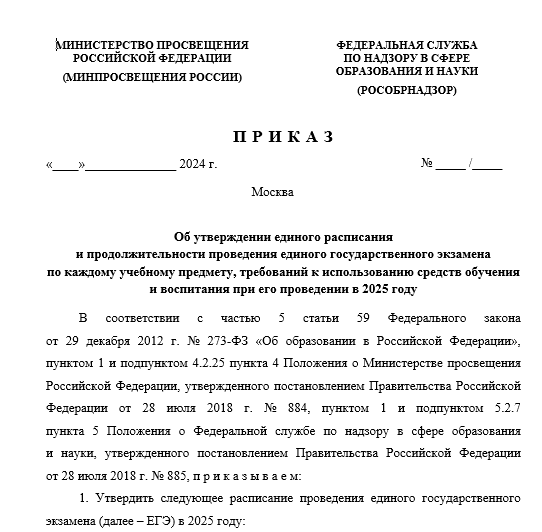 МИНИСТЕРСТВО ПРОСВЕЩЕНИЯ
РОССИЙСКОЙ ФЕДЕРАЦИИ
(МИНПРОСВЕЩЕНИЯ РОССИИ)
ФЕДЕРАЛЬНАЯ СЛУЖБА
ПО НАДЗОРУ В СФЕРЕ
ОБРАЗОВАНИЯ И НАУКИ
(РОСОБРНАДЗОР)
П Р И К А З
«____»______________ 2024 г.
№ _____ /_____
Москва
Об утверждении единого расписания
и продолжительности проведения единого государственного экзамена
по каждому учебному предмету, требований к использованию средств обучения
и воспитания при его проведении в 2025 году
В соответствии с частью 5 статьи 59 Федерального закона
от 29 декабря 2012 г. № 273-ФЗ «Об образовании в Российской Федерации»,
пунктом 1 и подпунктом 4.2.25 пункта 4 Положения о Министерстве просвещения
Российской Федерации, утвержденного постановлением Правительства Российской
Федерации от 28 июля 2018 г. № 884, пунктом 1 и подпунктом 5.2.7
пункта 5 Положения о Федеральной службе по надзору в сфере образования
и науки, утвержденного постановлением Правительства Российской Федерации
от 28 июля 2018 г. № 885, п р и к а з ы в а е м:
1. Утвердить следующее расписание проведения единого государственного
экзамена (далее – ЕГЭ) в 2025 году: